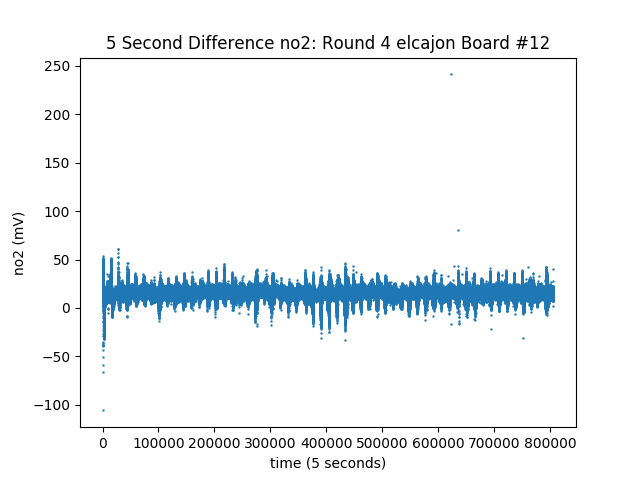 5 Second Difference no2: Round 4 elcajon Board #12
no2 (mV)
250
200
150
100
50
0
−50
−100
0 100000 200000 300000 400000 500000 600000 700000 800000
time (5 seconds)